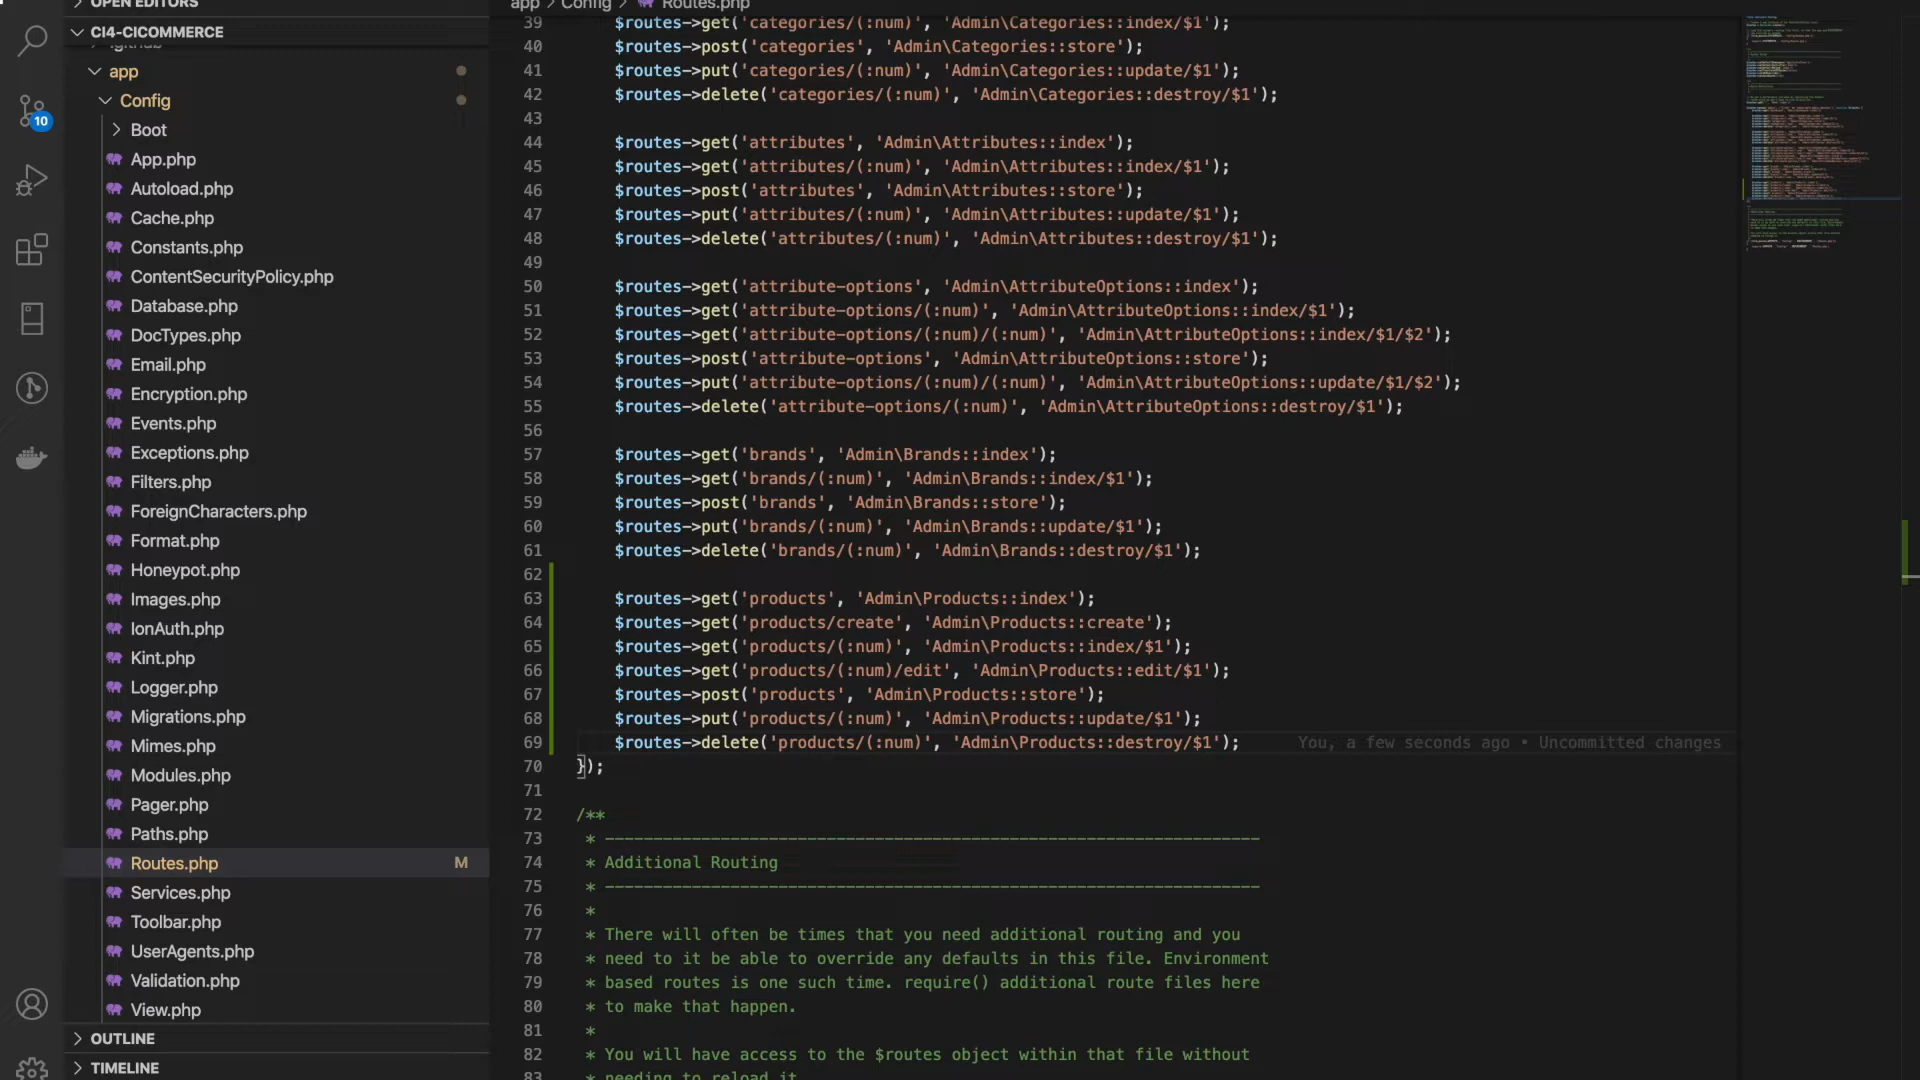 OPEN EDITORS
CI4-CICOMMERCE
.github
app
Config
Boot
App.php
Autoload.php
Cache.php
Constants.php
ContentSecurityPolicy.php
Database.php
DocTypes.php
Email.php
Encryption.php
Events.php
Exceptions.php
Filters.php
ForeignCharacters.php
Format.php
Honeypot.php
Images.php
IonAuth.php
Kint.php
Logger.php
Migrations.php
Mimes.php
Modules.php
Pager.php
Paths.php
Routes.php M
Services.php
Toolbar.php
UserAgents.php
Validation.php
View.php
OUTLINE
TIMELINE
10
app > Config > Routes.php
39 $routes->get('categories/(:num)', 'Admin\Categories::index/$1');
40 $routes->post('categories', 'Admin\Categories::store');
41 $routes->put('categories/(:num)', 'Admin\Categories::update/$1');
42 $routes->delete('categories/(:num)', 'Admin\Categories::destroy/$1');
43
44 $routes->get('attributes', 'Admin\Attributes::index');
45 $routes->get('attributes/(:num)', 'Admin\Attributes::index/$1');
46 $routes->post('attributes', 'Admin\Attributes::store');
47 $routes->put('attributes/(:num)', 'Admin\Attributes::update/$1');
48 $routes->delete('attributes/(:num)', 'Admin\Attributes::destroy/$1');
49
50 $routes->get('attribute-options', 'Admin\AttributeOptions::index');
51 $routes->get('attribute-options/(:num)', 'Admin\AttributeOptions::index/$1');
52 $routes->get('attribute-options/(:num)/(:num)', 'Admin\AttributeOptions::index/$1/$2');
53 $routes->post('attribute-options', 'Admin\AttributeOptions::store');
54 $routes->put('attribute-options/(:num)/(:num)', 'Admin\AttributeOptions::update/$1/$2');
55 $routes->delete('attribute-options/(:num)', 'Admin\AttributeOptions::destroy/$1');
56
57 $routes->get('brands', 'Admin\Brands::index');
58 $routes->get('brands/(:num)', 'Admin\Brands::index/$1');
59 $routes->post('brands', 'Admin\Brands::store');
60 $routes->put('brands/(:num)', 'Admin\Brands::update/$1');
61 $routes->delete('brands/(:num)', 'Admin\Brands::destroy/$1');
62
63 $routes->get('products', 'Admin\Products::index');
64 $routes->get('products/create', 'Admin\Products::create');
65 $routes->get('products/(:num)', 'Admin\Products::index/$1');
66 $routes->get('products/(:num)/edit', 'Admin\Products::edit/$1');
67 $routes->post('products', 'Admin\Products::store');
68 $routes->put('products/(:num)', 'Admin\Products::update/$1');
69 $routes->delete('products/(:num)', 'Admin\Products::destroy/$1'); You, a few seconds ago • Uncommitted changes
70 });
71
72 /**
73 * --------------------------------------------------------------------
74 * Additional Routing
75 * --------------------------------------------------------------------
76 *
77 * There will often be times that you need additional routing and you
78 * need to it be able to override any defaults in this file. Environment
79 * based routes is one such time. require() additional route files here
80 * to make that happen.
81 *
82 * You will have access to the $routes object within that file without
83 * needing to reload it.